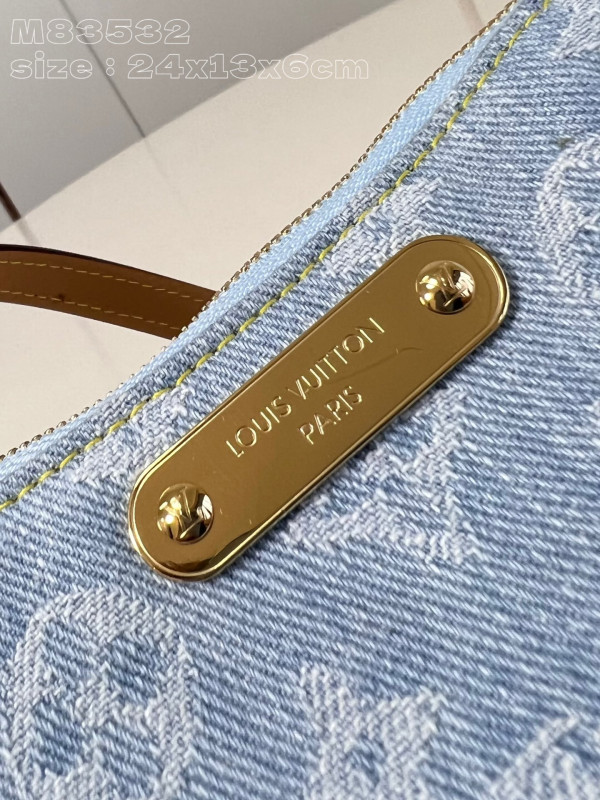 M83532
size : 24x13x6cm
LOUIS VUITTON
PARIS